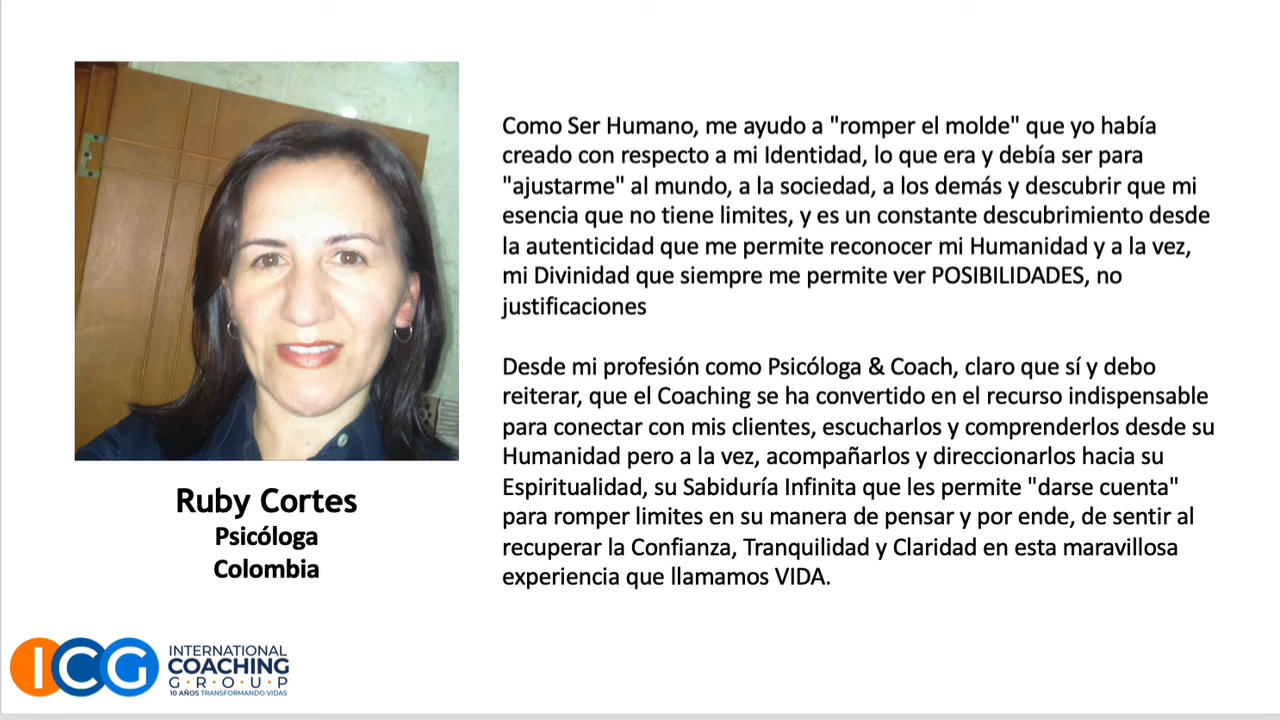 Como Ser Humano, me ayudo a "romper el molde" que yo había
creado con respecto a mi Identidad, lo que era y debía ser para
"ajustarme" al mundo, a la sociedad, a los demás y descubrir que mi
esencia que no tiene limites, y es un constante descubrimiento desde
la autenticidad que me permite reconocer mi Humanidad y a la vez,
mi Divinidad que siempre me permite ver POSIBILIDADES, no
justificaciones
Desde mi profesión como Psicóloga & Coach, claro que sí y debo
reiterar, que el Coaching se ha convertido en el recurso indispensable
para conectar con mis clientes, escucharlos y comprenderlos desde su
Humanidad pero a la vez, acompañarlos y direccionarlos hacia su
Espiritualidad, su Sabiduría Infinita que les permite "darse cuenta"
para romper limites en su manera de pensar y por ende, de sentir al
recuperar la Confianza, Tranquilidad y Claridad en esta maravillosa
experiencia que llamamos VIDA.
Ruby Cortes
Psicóloga
Colombia
ICG
INTERNATIONAL
COACHING
G·R·O·U·P
10 AÑOS TRANSFORMANDO VIDAS